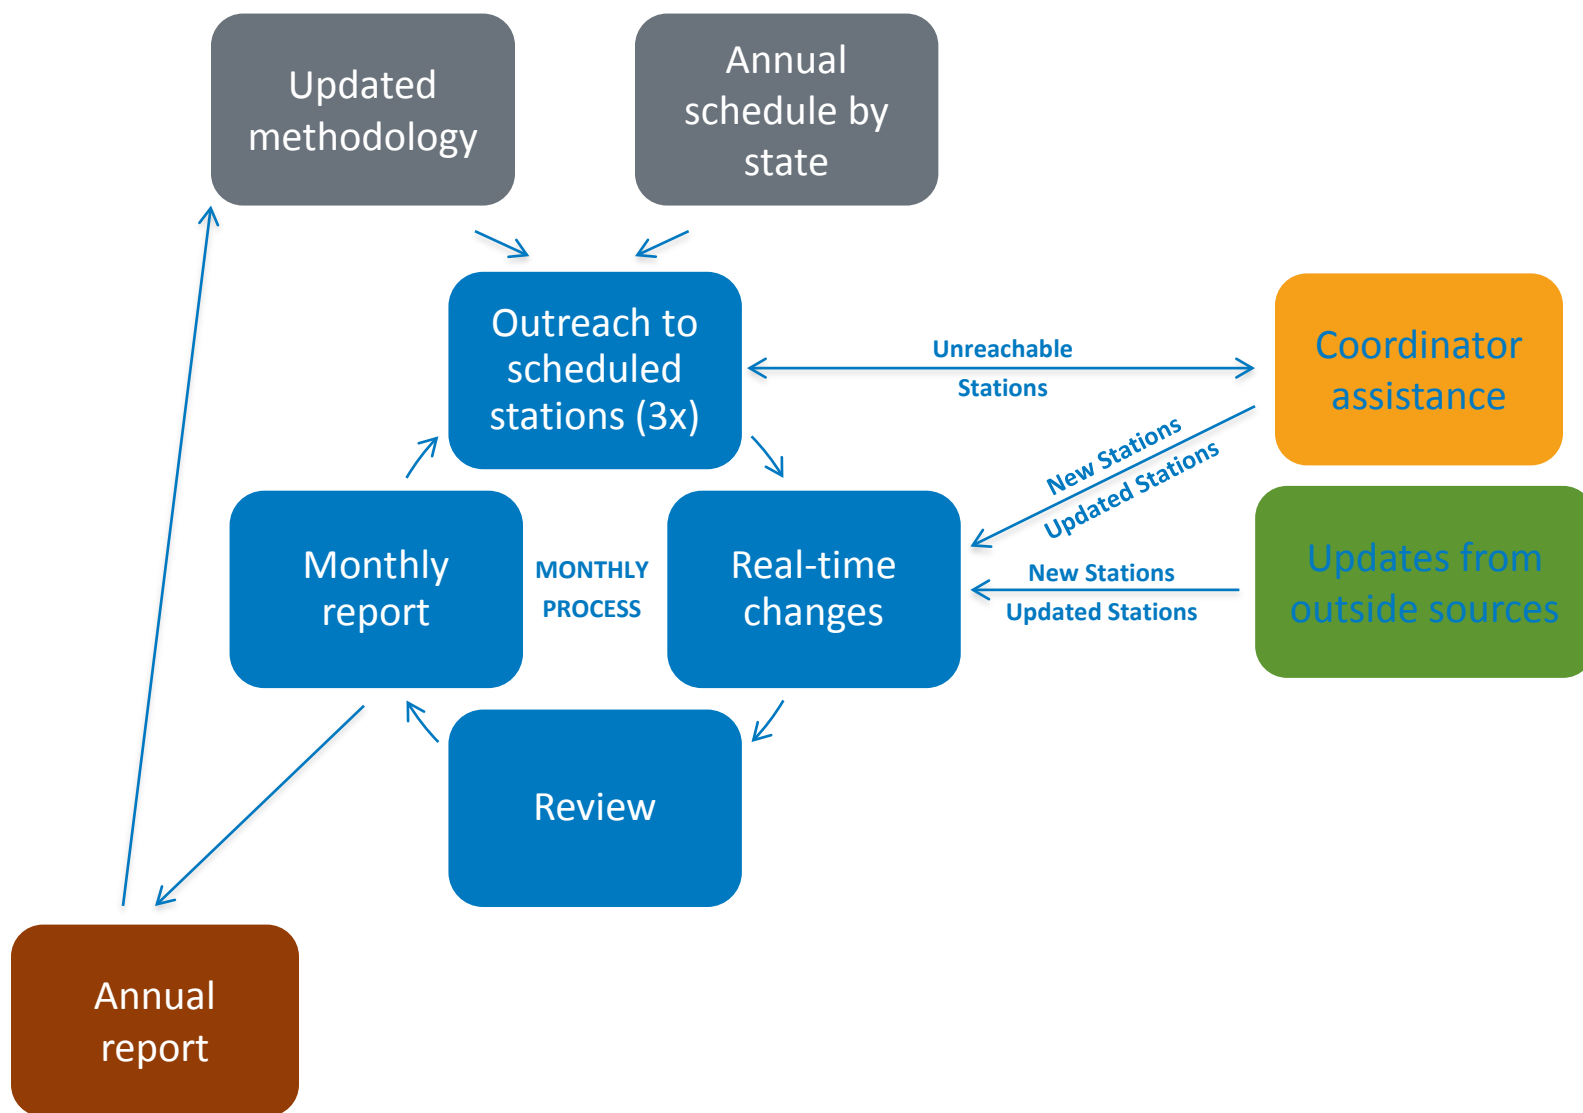 Updated
methodology
Annual
schedule by
state
Outreach to
scheduled
stations (3x)
Unreachable
Stations
Coordinator
assistance
New Stations
Updated Stations
Monthly
report
MONTHLY
PROCESS
Real-time
changes
New Stations
Updated Stations
Updates from
outside sources
Review
Annual
report